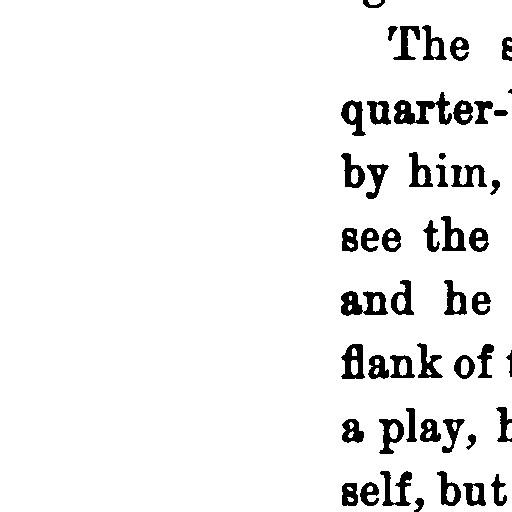 The
quarter-
by him,
see the
and he
flank of
a play,
self, but